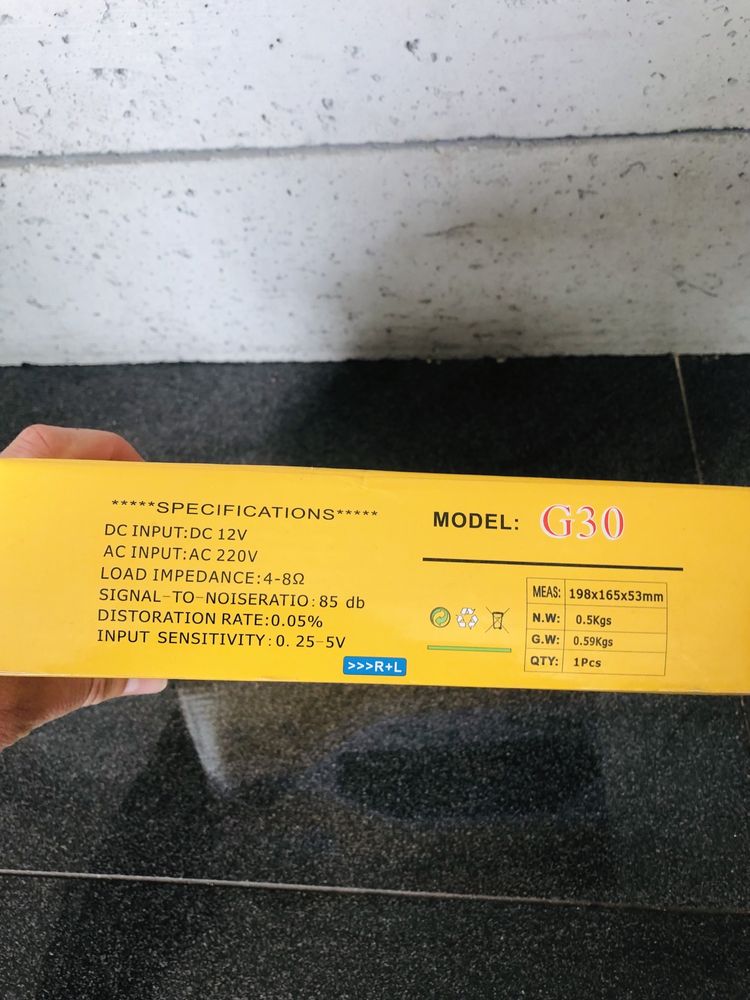 *****SPECIFICATIONS*****
DC INPUT:DC 12V
AC INPUT:AC 220V
LOAD IMPEDANCE:4-8Ω
SIGNAL-TO-NOISERATIO:85 db
DISTORATION RATE:0.05%
INPUT SENSITIVITY:0.25-5V
>>>R+L
MODEL: G30
MEAS: 198x165x53mm
N.W: 0.5Kgs
G.W: 0.59Kgs
QTY: 1Pcs